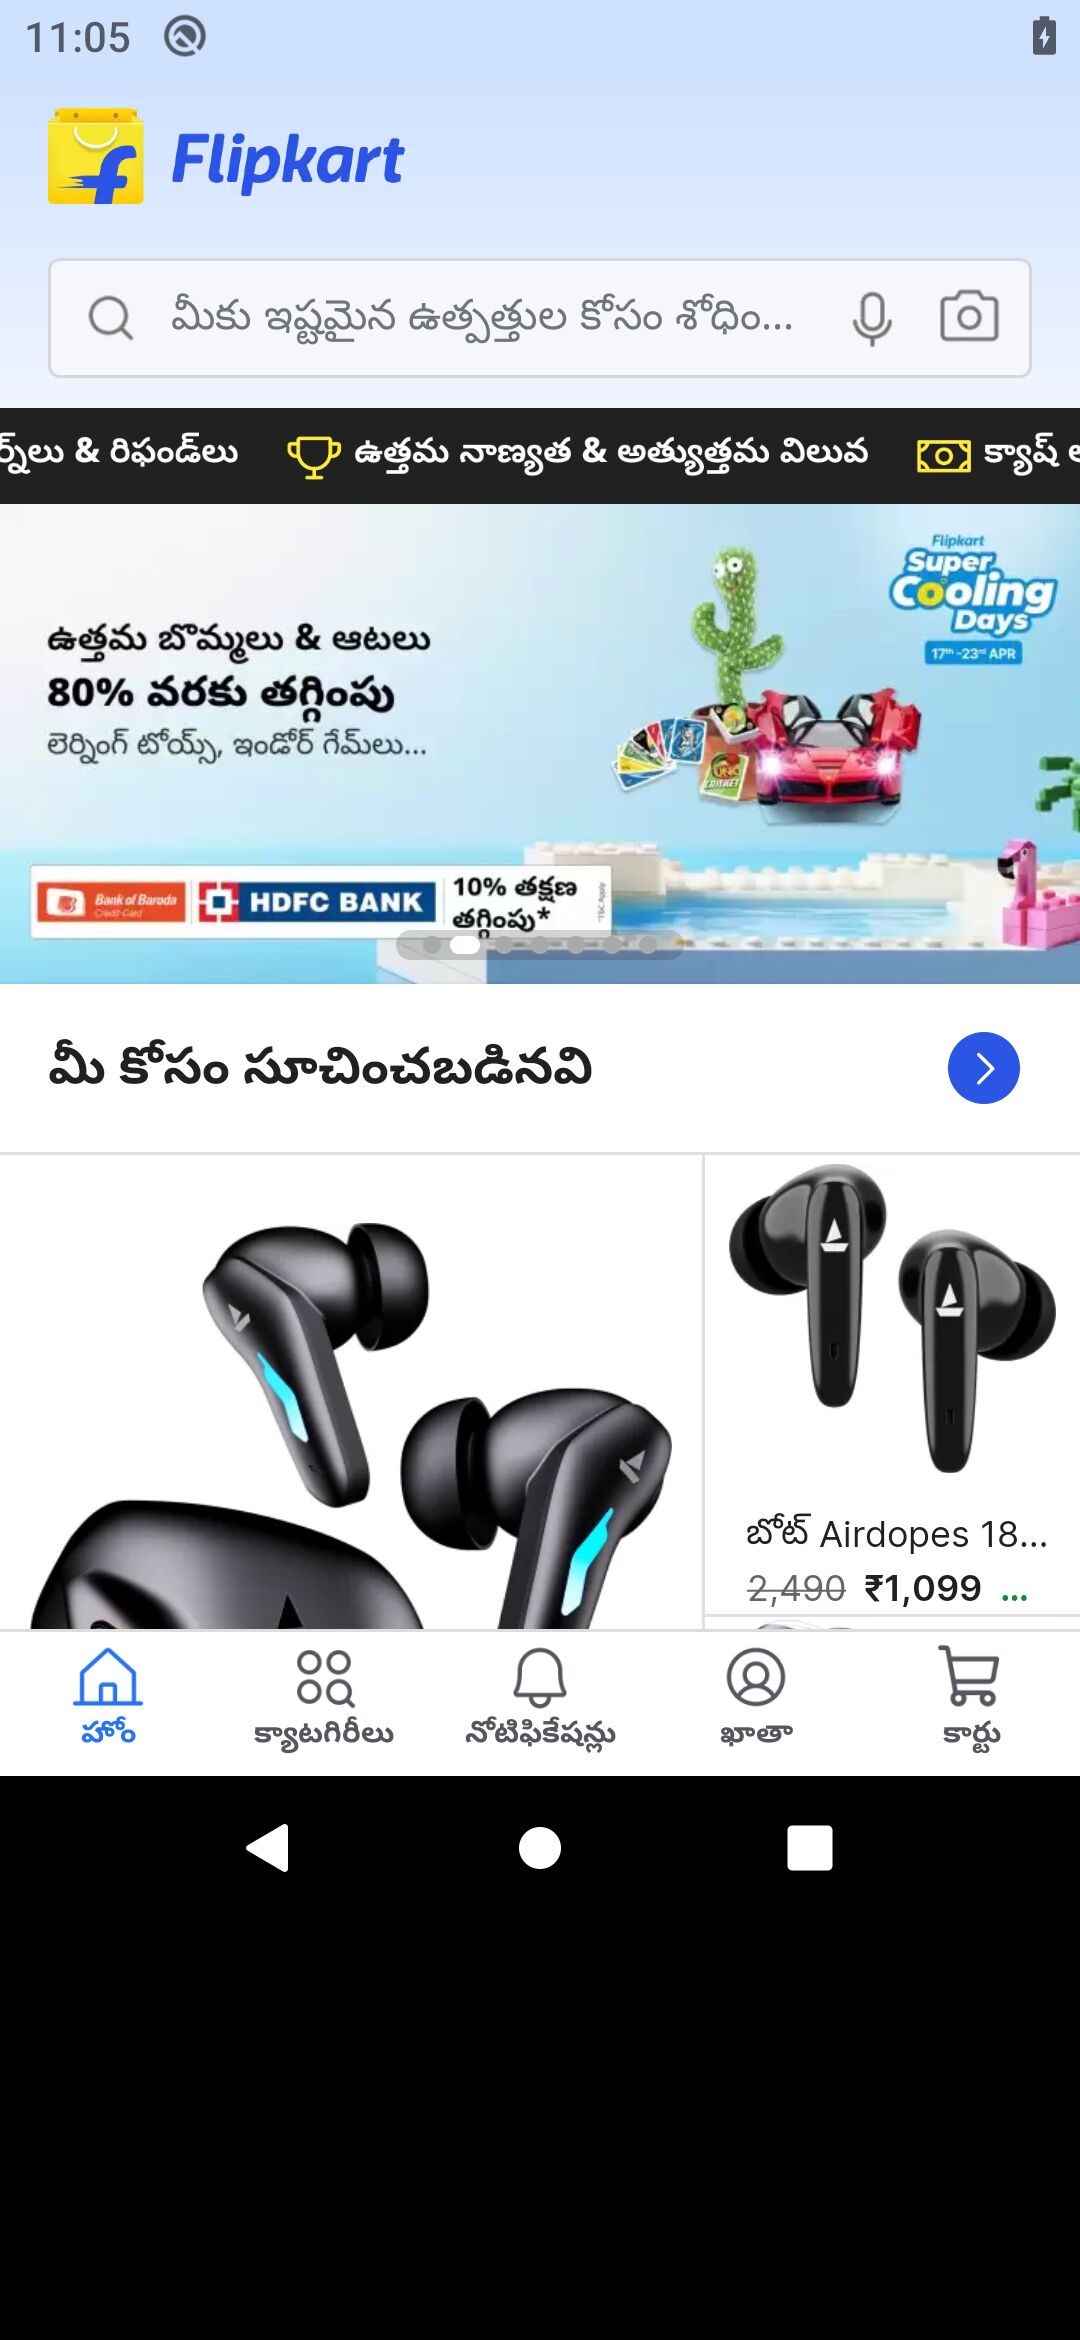 11:05
Flipkart
మీకు ఇష్టమైన ఉత్పత్తుల కోసం శోధిం...
ర్న్‌లు & రిఫండ్‌లు
ఉత్తమ నాణ్యత & అత్యుత్తమ విలువ
క్యాష్
Flipkart
Super
Cooling
Days
17th -23rd APR
ఉత్తమ బొమ్మలు & ఆటలు
80% వరకు తగ్గింపు
లెర్నింగ్ టోయ్స్, ఇండోర్ గేమ్‌లు...
UNO
CRICKET
Bank of Baroda
Credit Card
HDFC BANK
10% తక్షణ
తగ్గింపు*
*T&C Apply
మీ కోసం సూచించబడినవి
బోట్ Airdopes 18...
2,490 ₹1,099 ...
హోం
క్యాటగిరీలు
నోటిఫికేషన్లు
ఖాతా
కార్టు